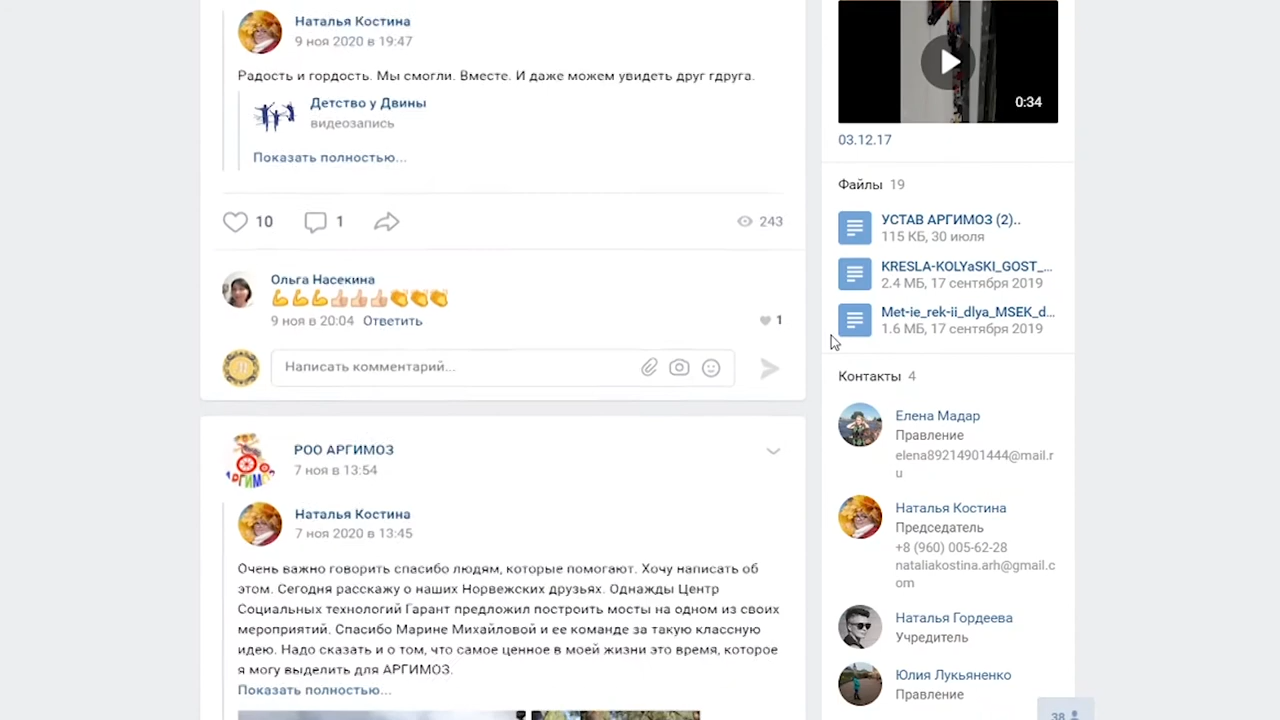 Наталья Костина
9 ноя 2020 в 19:47
Радость и гордость. Мы смогли. Вместе. И даже можем увидеть друг гдруга.
Детство у Двины
видеозапись
Показать полностью...
10
1
243
Ольга Насекина
💪💪💪👍🏻👍🏻👍🏻👏👏👏
9 ноя в 20:04 Ответить
1
Написать комментарий...
РОО АРГИМОЗ
7 ноя в 13:54
АРГИМОЗ
Наталья Костина
7 ноя 2020 в 13:45
Очень важно говорить спасибо людям, которые помогают. Хочу написать об
этом. Сегодня расскажу о наших Норвежских друзьях. Однажды Центр
Социальных технологий Гарант предложил построить мосты на одном из своих
мероприятий. Спасибо Марине Михайловой и ее команде за такую классную
идею. Надо сказать и о том, что самое ценное в моей жизни это время, которое
я могу выделить для АРГИМОЗ.
Показать полностью...
0:34
03.12.17
Файлы 19
УСТАВ АРГИМОЗ (2)..
115 КБ, 30 июля
KRESLA-KOLYaSKI_GOST_...
2.4 МБ, 17 сентября 2019
Met-ie_rek-ii_dlya_MSEK_d...
1.6 МБ, 17 сентября 2019
Контакты 4
Елена Мадар
Правление
elena89214901444@mail.r
u
Наталья Костина
Председатель
+8 (960) 005-62-28
nataliakostina.arh@gmail.c
om
Наталья Гордеева
Учредитель
Юлия Лукьяненко
Правление
38